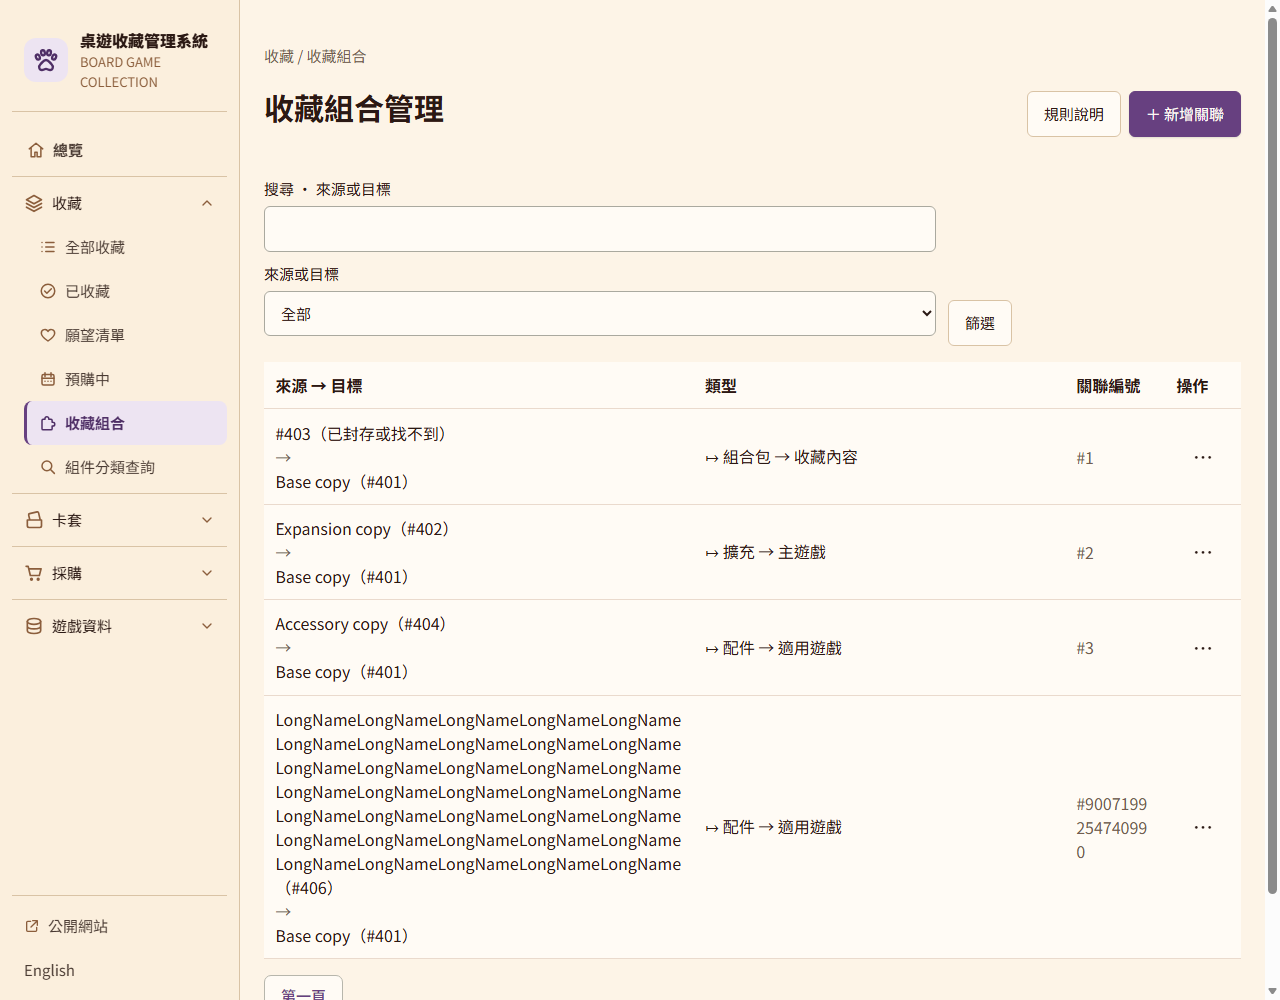 桌遊收藏管理系統
BOARD GAME
COLLECTION
總覽
收藏
全部收藏
已收藏
願望清單
預購中
收藏組合
組件分類查詢
卡套
採購
遊戲資料
公開網站
English
收藏 / 收藏組合
收藏組合管理
規則說明
＋ 新增關聯
搜尋 · 來源或目標
來源或目標
全部
篩選
來源 → 目標 類型 關聯編號 操作
#403（已封存或找不到）
→
Base copy（#401）
↦ 組合包 → 收藏內容
#1
···
Expansion copy（#402）
→
Base copy（#401）
↦ 擴充 → 主遊戲
#2
···
Accessory copy（#404）
→
Base copy（#401）
↦ 配件 → 適用遊戲
#3
···
LongNameLongNameLongNameLongNameLongName
LongNameLongNameLongNameLongNameLongName
LongNameLongNameLongNameLongNameLongName
LongNameLongNameLongNameLongNameLongName
LongNameLongNameLongNameLongNameLongName
LongNameLongNameLongNameLongNameLongName
LongNameLongNameLongNameLongNameLongName
（#406）
→
Base copy（#401）
↦ 配件 → 適用遊戲
#9007199
25474099
0
···
第一頁